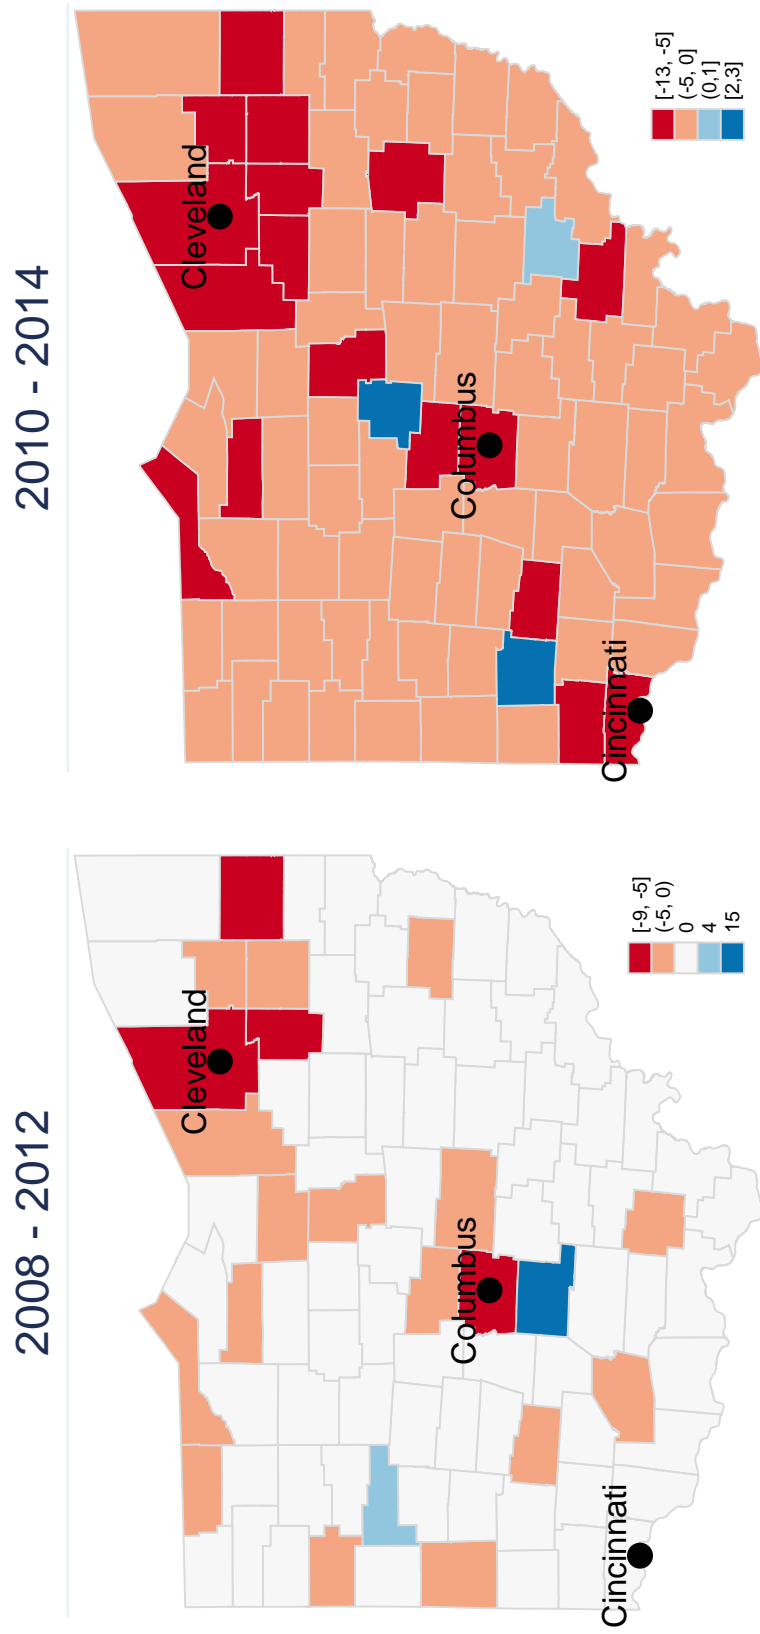 2008 - 2012
Cleveland
Columbus
Cincinnati
[-9, -5]
(-5, 0)
0
4
15
2010 - 2014
Cleveland
Columbus
Cincinnati
[-13, -5]
(-5, 0]
(0,1]
[2,3]